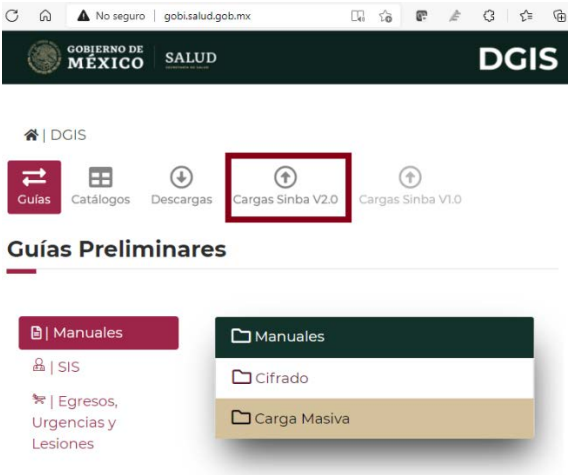 No seguro | gobi.salud.gob.mx
GOBIERNO DE
MÉXICO
SALUD
DGIS
| DGIS
Guías
Catálogos
Descargas
Cargas Sinba V2.0
Cargas Sinba V1.0
Guías Preliminares
| Manuales
| SIS
| Egresos,
Urgencias y
Lesiones
Manuales
Cifrado
Carga Masiva